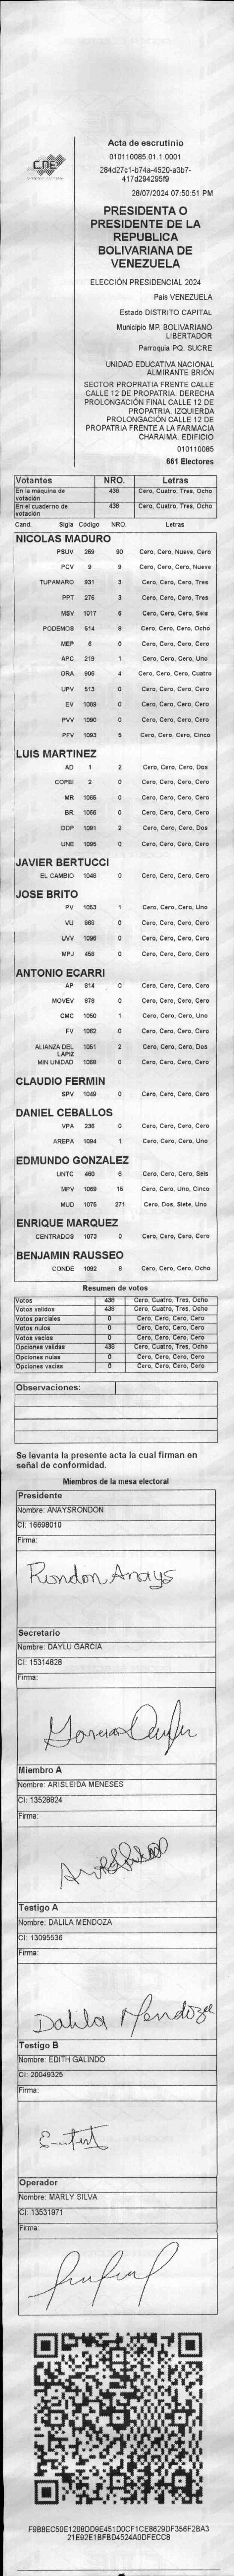 CNE
Acta de escrutinio
010110085.01.1.0001
284d27c1-b74a-4520-a3b7-
417d294295f9
28/07/2024 07:50:51 PM
PRESIDENTA O
PRESIDENTE DE LA
REPUBLICA
BOLIVARIANA DE
VENEZUELA
ELECCIÓN PRESIDENCIAL 2024
País VENEZUELA
Estado DISTRITO CAPITAL
Municipio MP. BOLIVARIANO
LIBERTADOR
Parroquia PQ. SUCRE
UNIDAD EDUCATIVA NACIONAL
ALMIRANTE BRIÓN
SECTOR PROPRATIA FRENTE CALLE
CALLE 12 DE PROPATRIA. DERECHA
PROLONGACIÓN FINAL CALLE 12 DE
PROPATRIA. IZQUIERDA
PROLONGACIÓN CALLE 12 DE
PROPATRIA FRENTE A LA FARMACIA
CHARAIMA. EDIFICIO
010110085
661 Electores
Votantes NRO. Letras
En la máquina de votación 438 Cero, Cuatro, Tres, Ocho
En el cuaderno de votación 438 Cero, Cuatro, Tres, Ocho
Cand. Sigla Código NRO. Letras
NICOLAS MADURO
PSUV 269 90 Cero, Cero, Nueve, Cero
PCV 9 9 Cero, Cero, Cero, Nueve
TUPAMARO 931 3 Cero, Cero, Cero, Tres
PPT 275 3 Cero, Cero, Cero, Tres
MSV 1017 6 Cero, Cero, Cero, Seis
PODEMOS 514 8 Cero, Cero, Cero, Ocho
MEP 6 0 Cero, Cero, Cero, Cero
APC 219 1 Cero, Cero, Cero, Uno
ORA 906 4 Cero, Cero, Cero, Cuatro
UPV 513 0 Cero, Cero, Cero, Cero
EV 1089 0 Cero, Cero, Cero, Cero
PVV 1090 0 Cero, Cero, Cero, Cero
PFV 1093 5 Cero, Cero, Cero, Cinco
LUIS MARTINEZ
AD 1 2 Cero, Cero, Cero, Dos
COPEI 2 0 Cero, Cero, Cero, Cero
MR 1065 0 Cero, Cero, Cero, Cero
BR 1066 0 Cero, Cero, Cero, Cero
DDP 1091 2 Cero, Cero, Cero, Dos
UNE 1095 0 Cero, Cero, Cero, Cero
JAVIER BERTUCCI
EL CAMBIO 1048 0 Cero, Cero, Cero, Cero
JOSE BRITO
PV 1053 1 Cero, Cero, Cero, Uno
VU 868 0 Cero, Cero, Cero, Cero
UVV 1096 0 Cero, Cero, Cero, Cero
MPJ 458 0 Cero, Cero, Cero, Cero
ANTONIO ECARRI
AP 814 0 Cero, Cero, Cero, Cero
MOVEV 878 0 Cero, Cero, Cero, Cero
CMC 1050 1 Cero, Cero, Cero, Uno
FV 1062 0 Cero, Cero, Cero, Cero
ALIANZA DEL LAPIZ 1051 2 Cero, Cero, Cero, Dos
MIN UNIDAD 1068 0 Cero, Cero, Cero, Cero
CLAUDIO FERMIN
SPV 1049 0 Cero, Cero, Cero, Cero
DANIEL CEBALLOS
VPA 236 0 Cero, Cero, Cero, Cero
AREPA 1094 1 Cero, Cero, Cero, Uno
EDMUNDO GONZALEZ
UNTC 460 6 Cero, Cero, Cero, Seis
MPV 1069 15 Cero, Cero, Uno, Cinco
MUD 1075 271 Cero, Dos, Siete, Uno
ENRIQUE MARQUEZ
CENTRADOS 1073 0 Cero, Cero, Cero, Cero
BENJAMIN RAUSSEO
CONDE 1092 8 Cero, Cero, Cero, Ocho
Resumen de votos
Votos 438 Cero, Cuatro, Tres, Ocho
Votos validos 438 Cero, Cuatro, Tres, Ocho
Votos parciales 0 Cero, Cero, Cero, Cero
Votos nulos 0 Cero, Cero, Cero, Cero
Votos vacios 0 Cero, Cero, Cero, Cero
Opciones validas 438 Cero, Cuatro, Tres, Ocho
Opciones nulas 0 Cero, Cero, Cero, Cero
Opciones vacias 0 Cero, Cero, Cero, Cero
Observaciones:
Se levanta la presente acta la cual firman en
señal de conformidad.
Miembros de la mesa electoral
Presidente
Nombre: ANAYSRONDON
CI: 16698010
Firma:
Rondon Anays
Secretario
Nombre: DAYLU GARCIA
CI: 15314828
Firma:
Miembro A
Nombre: ARISLEIDA MENESES
CI: 13528824
Firma:
Testigo A
Nombre: DALILA MENDOZA
CI: 13095536
Firma:
Dalila Mendoza
Testigo B
Nombre: EDITH GALINDO
CI: 20049325
Firma:
Operador
Nombre: MARLY SILVA
CI: 13531971
Firma:
F9B8EC50E120BDD9E451D0CF1CE8629DF356F2BA3
21E92E1BFBD4524A0DFECC8